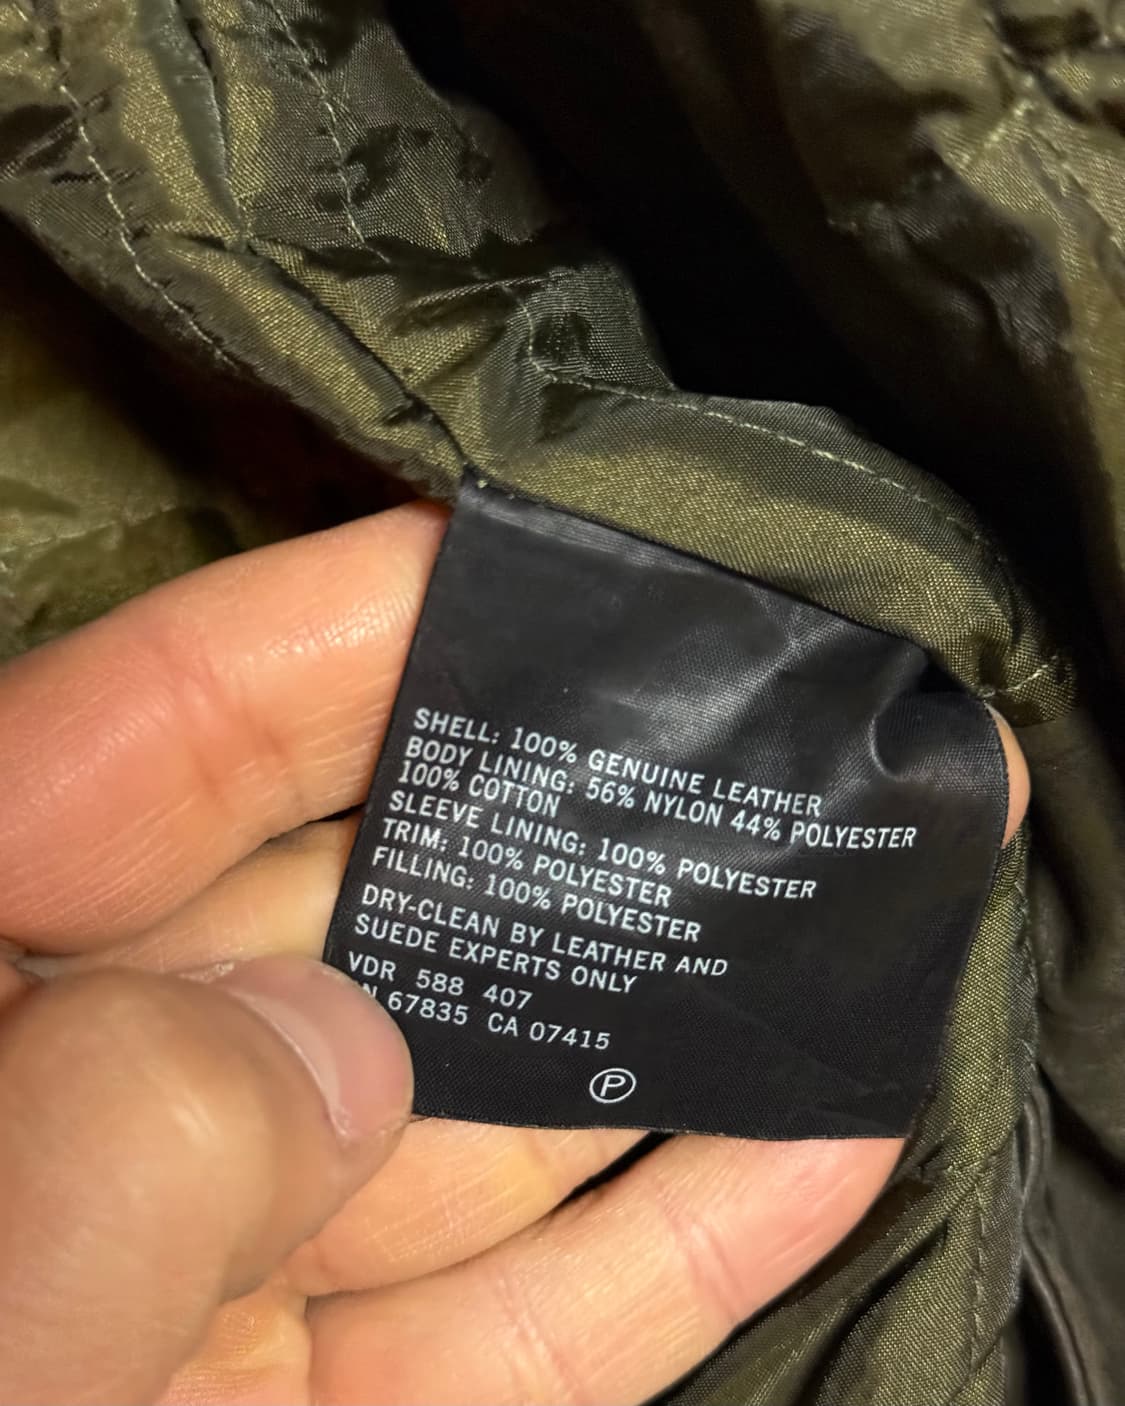 SHELL: 100% GENUINE LEATHER
BODY LINING: 56% NYLON 44% POLYESTER
100% COTTON
SLEEVE LINING: 100% POLYESTER
TRIM: 100% POLYESTER
FILLING: 100% POLYESTER
DRY-CLEAN BY LEATHER AND
SUEDE EXPERTS ONLY
VDR 588 407
67835 CA 07415
P